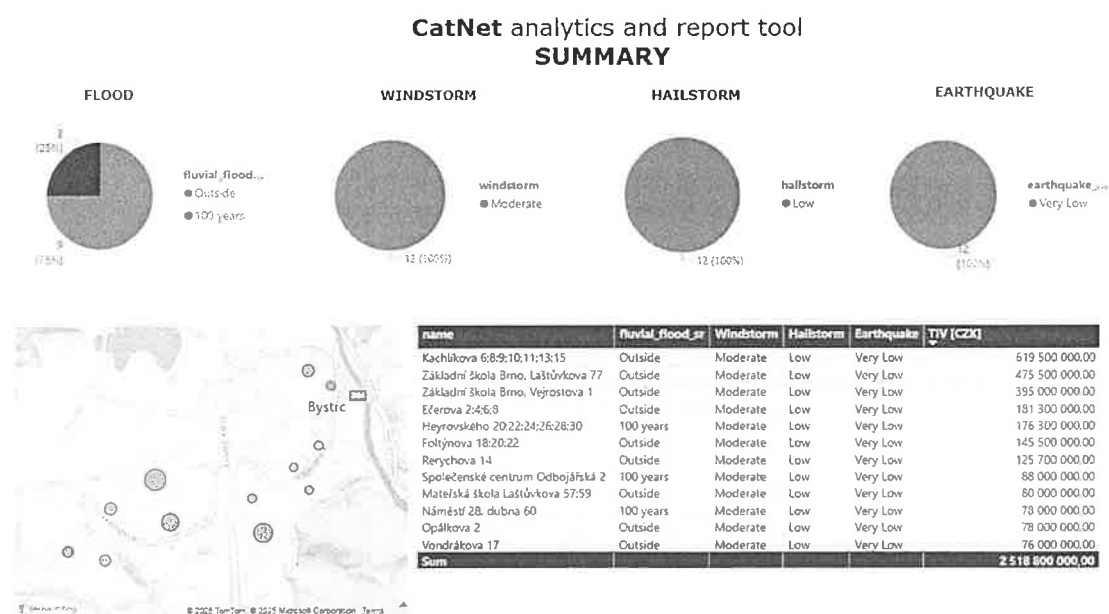 CatNet analytics and report tool
SUMMARY
FLOOD
WINDSTORM
HAILSTORM
EARTHQUAKE
(25%)
fluvial_flood...
Outside
100 years
(75%)
windstorm
Moderate
12 (100%)
hailstorm
Low
12 (100%)
earthquake_...
Very Low
12
(100%)
Bystrc
© 2025 TomTom, © 2025 Microsoft Corporation Terms
name fluvial_flood_sr Windstorm Hailstorm Earthquake TIV [CZK]
Kachlíkova 6;8;9;10;11;13;15 Outside Moderate Low Very Low 619 500 000,00
Základní škola Brno, Laštůvkova 77 Outside Moderate Low Very Low 475 500 000,00
Základní škola Brno, Vejrostova 1 Outside Moderate Low Very Low 395 000 000,00
Ečerova 2;4;6;8 Outside Moderate Low Very Low 181 300 000,00
Heyrovského 20;22;24;26;28;30 100 years Moderate Low Very Low 176 300 000,00
Foltýnova 18;20;22 Outside Moderate Low Very Low 145 500 000,00
Rerychova 14 Outside Moderate Low Very Low 125 700 000,00
Společenské centrum Odbojářská 2 100 years Moderate Low Very Low 88 000 000,00
Mateřská škola Laštůvkova 57;59 Outside Moderate Low Very Low 80 000 000,00
Náměstí 28. dubna 60 100 years Moderate Low Very Low 78 000 000,00
Opálkova 2 Outside Moderate Low Very Low 78 000 000,00
Vondrákova 17 Outside Moderate Low Very Low 76 000 000,00
Sum 2 518 800 000,00